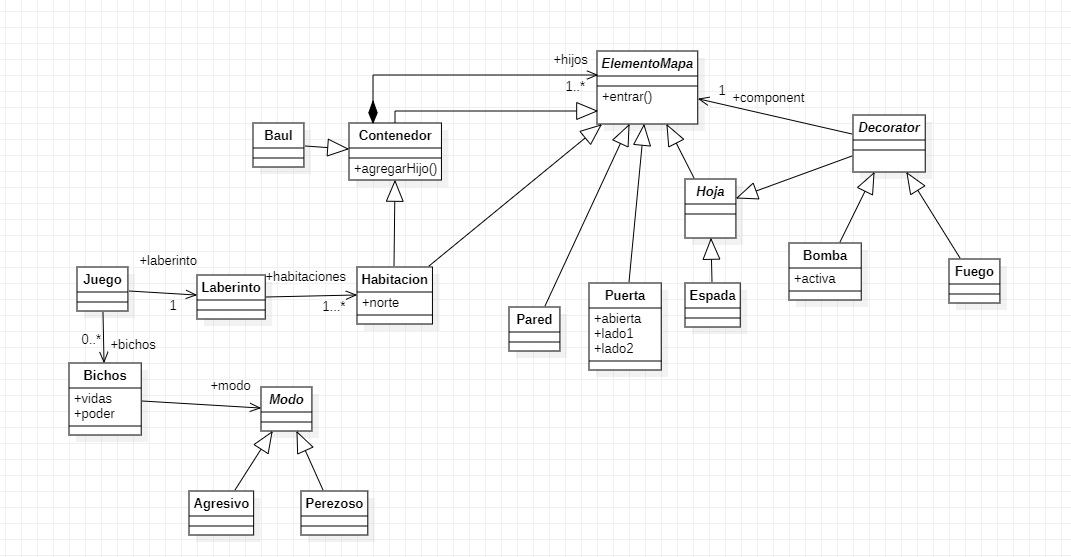 +hijos
1..*
ElementoMapa
+entrar()
1
+component
Decorator
Baul
Contenedor
+agregarHijo()
Hoja
Juego
+laberinto
1
Laberinto
+habitaciones
1...*
Habitacion
+norte
Bomba
+activa
Fuego
Pared
Puerta
+abierta
+lado1
+lado2
Espada
0..*
+bichos
Bichos
+vidas
+poder
+modo
Modo
Agresivo
Perezoso